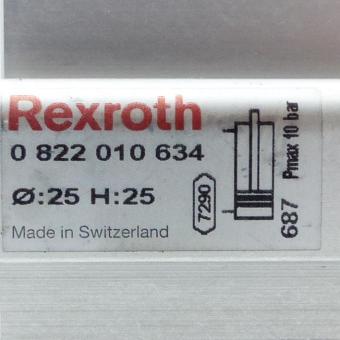 Rexroth
0 822 010 634
Ø:25 H:25
Made in Switzerland
7290
687
Pmax 10 bar